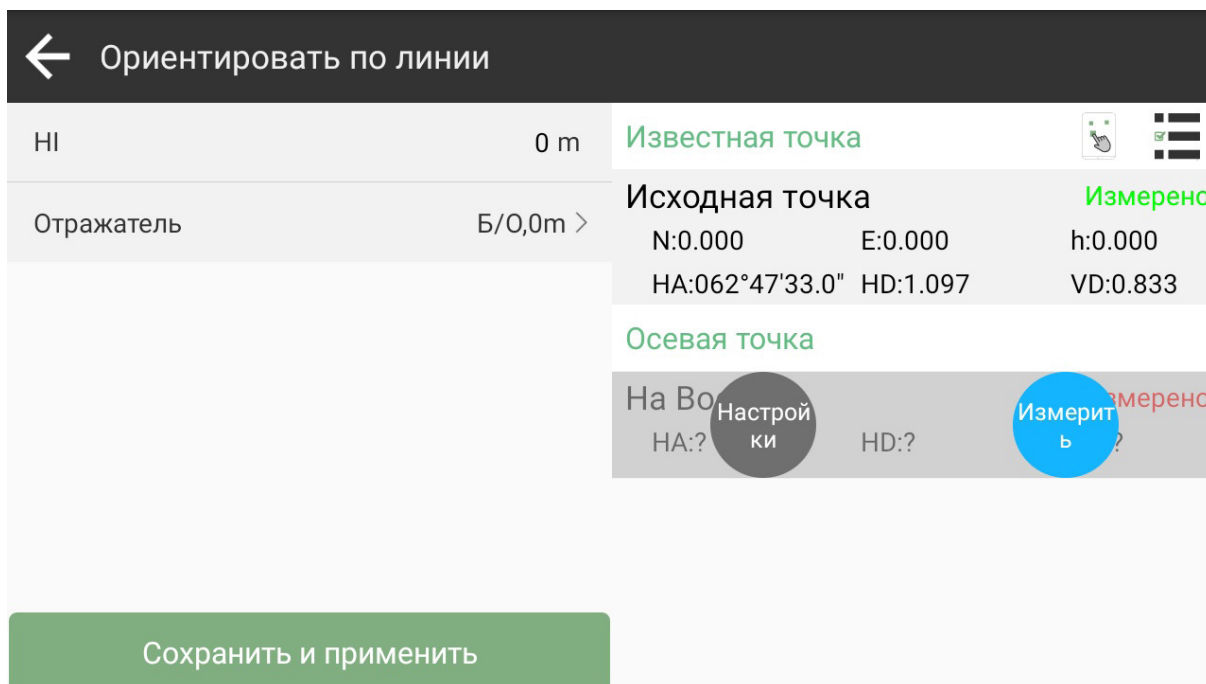 Ориентировать по линии
HI 0 m
Отражатель Б/О,0m >
Известная точка
Исходная точка Измерено
N:0.000 E:0.000 h:0.000
HA:062°47'33.0" HD:1.097 VD:0.833
Осевая точка
На
Настрой
ки
Измерит
ь
HA:? HD:? ?
Сохранить и применить